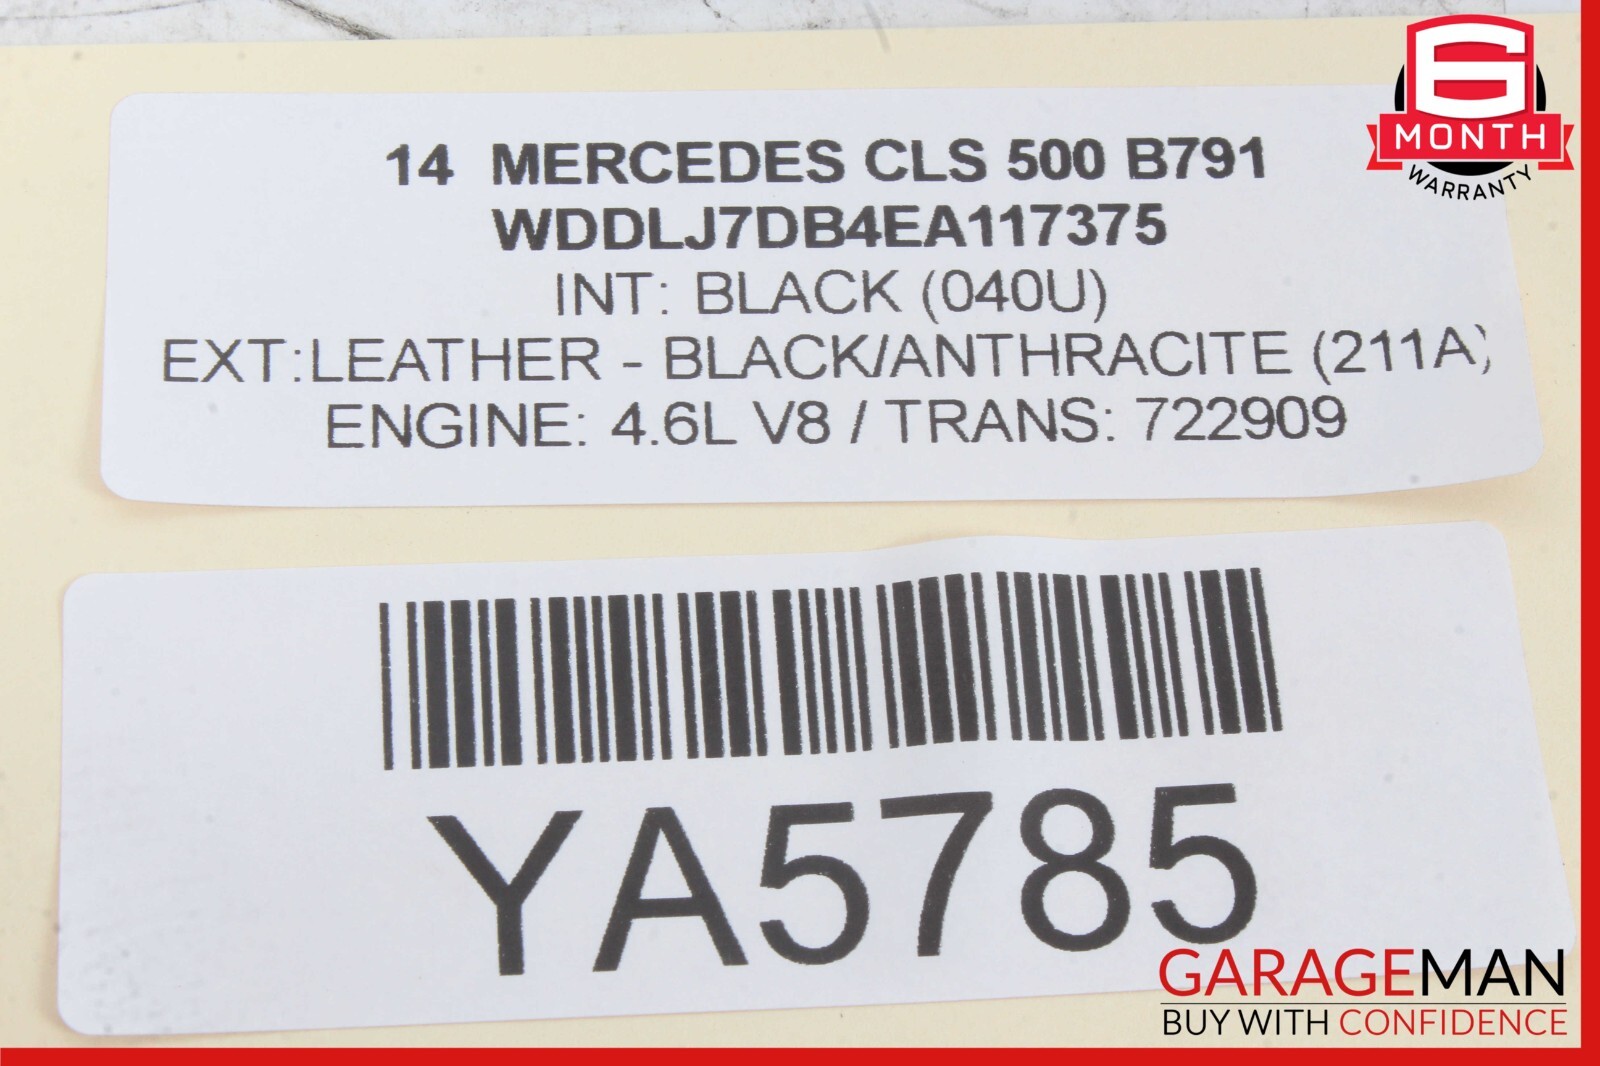 6
MONTH
WARRANTY
14 MERCEDES CLS 500 B791
WDDLJ7DB4EA117375
INT: BLACK (040U)
EXT:LEATHER - BLACK/ANTHRACITE (211A)
ENGINE: 4.6L V8 / TRANS: 722909
YA5785
GARAGEMAN
BUY WITH CONFIDENCE